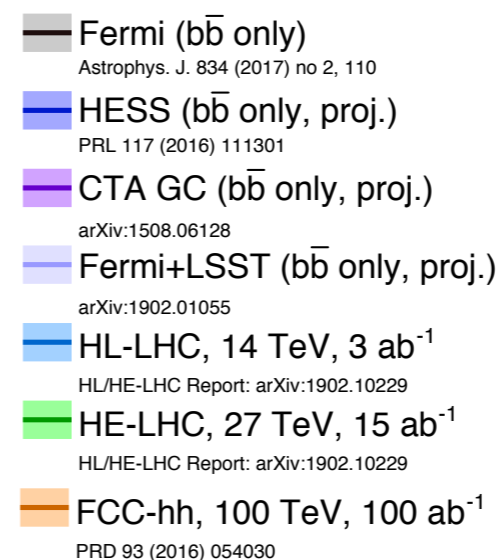 Fermi (bb̅ only)
Astrophys. J. 834 (2017) no 2, 110
HESS (bb̅ only, proj.)
PRL 117 (2016) 111301
CTA GC (bb̅ only, proj.)
arXiv:1508.06128
Fermi+LSST (bb̅ only, proj.)
arXiv:1902.01055
HL-LHC, 14 TeV, 3 ab⁻¹
HL/HE-LHC Report: arXiv:1902.10229
HE-LHC, 27 TeV, 15 ab⁻¹
HL/HE-LHC Report: arXiv:1902.10229
FCC-hh, 100 TeV, 100 ab⁻¹
PRD 93 (2016) 054030